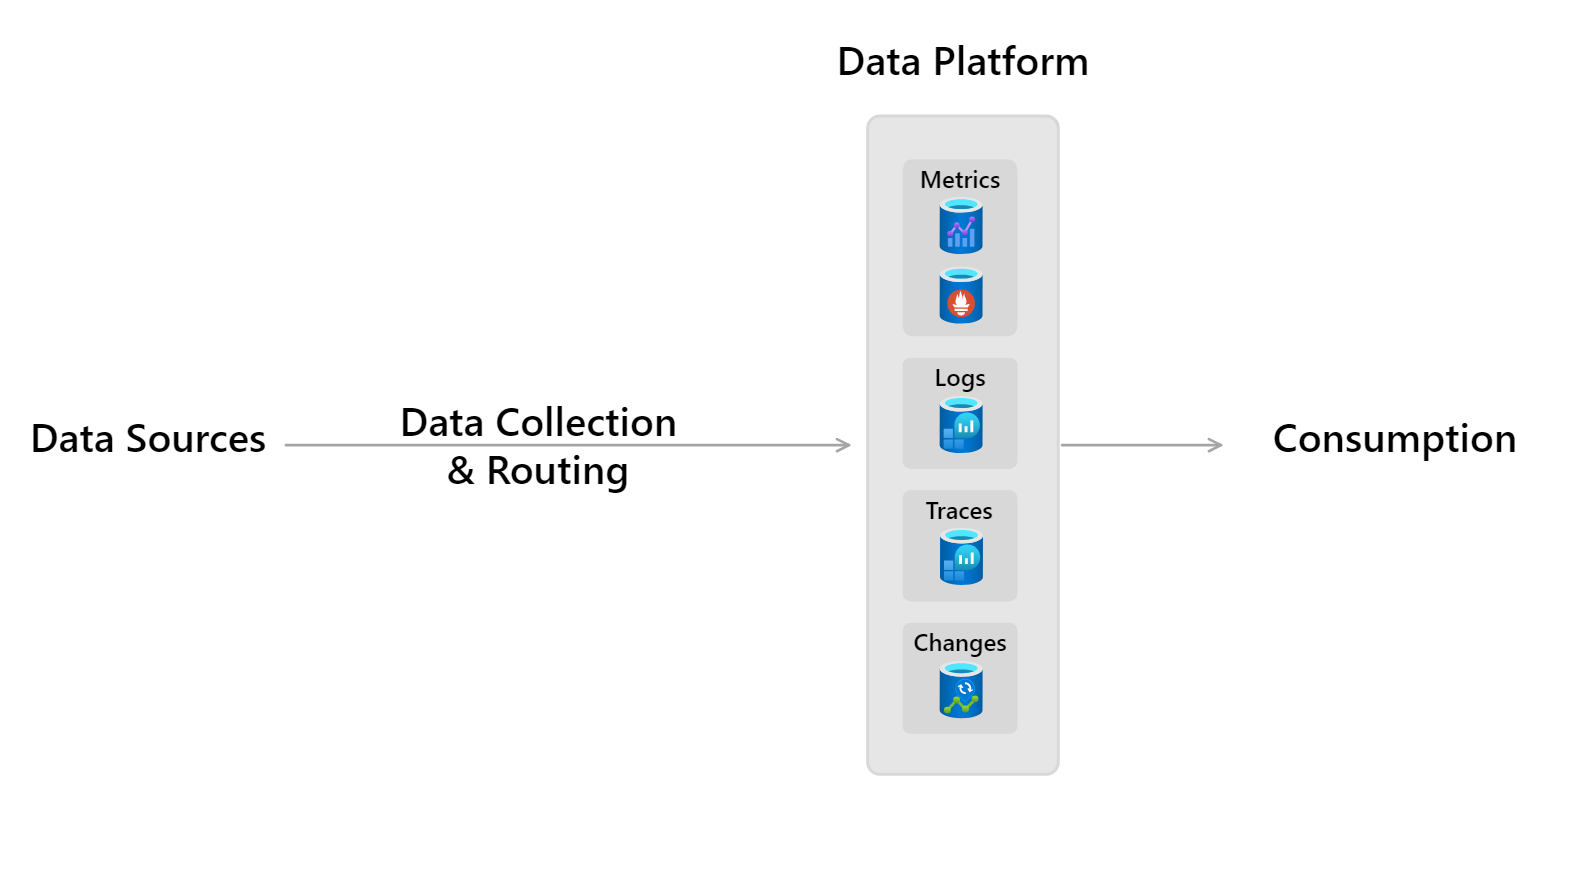 Data Platform
Metrics
Logs
Data Sources
Data Collection
& Routing
Consumption
Traces
Changes